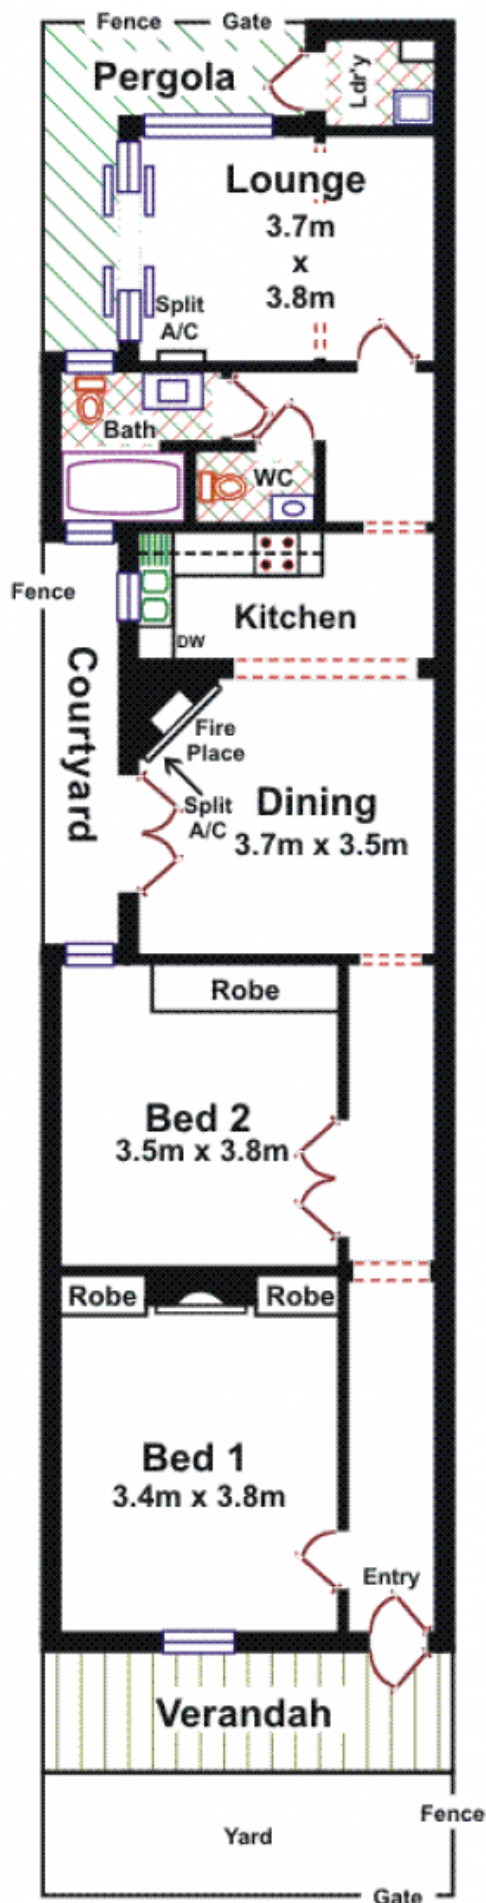 Fence Gate
Pergola
Ldr'y
Lounge
3.7m
x
3.8m
Split
A/C
Bath
WC
Fence
Kitchen
DW
Courtyard
Fire
Place
Split
A/C
Dining
3.7m x 3.5m
Robe
Bed 2
3.5m x 3.8m
Robe Robe
Bed 1
3.4m x 3.8m
Entry
Verandah
Fence
Yard
Gate